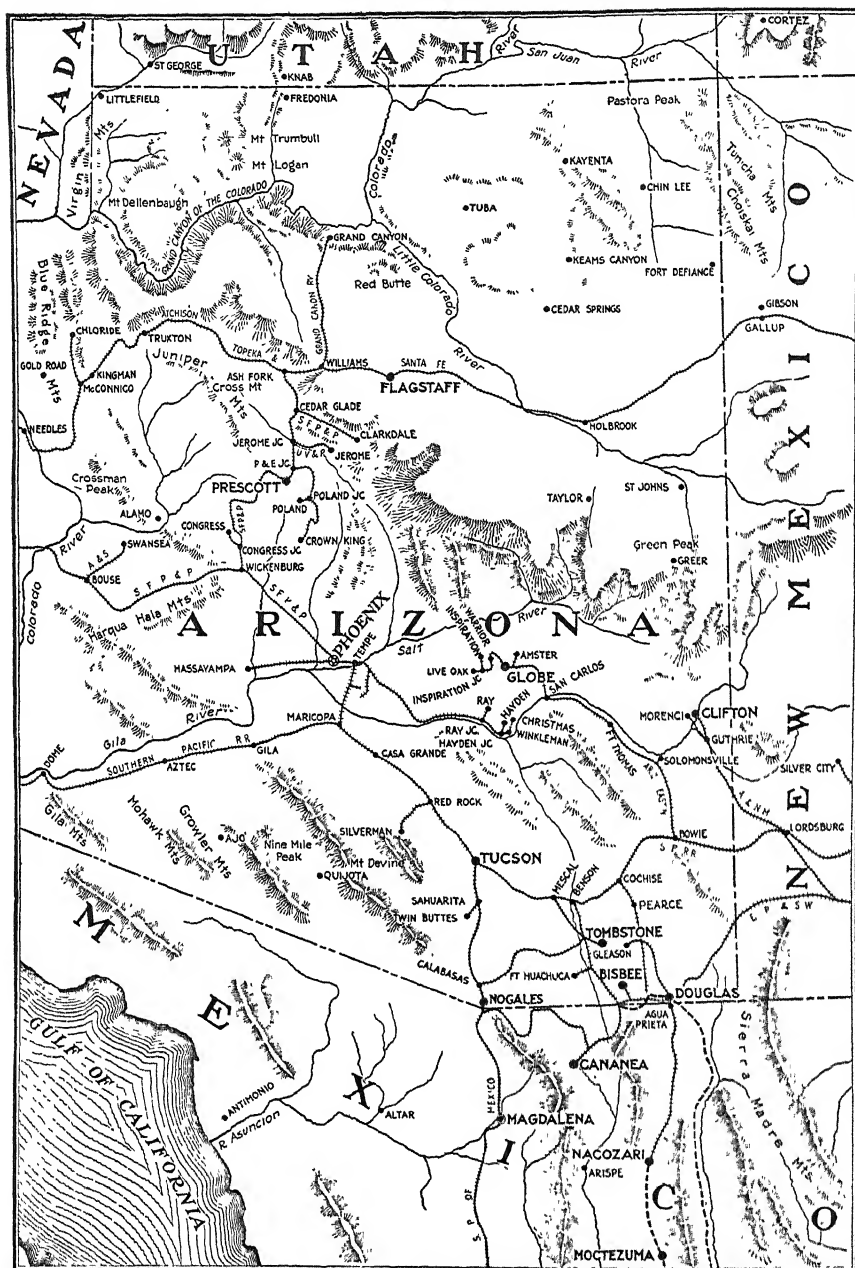 CORTEZ
UTAH
River
San Juan
River
ST GEORGE
KNAB
NEVADA
LITTLEFIELD
FREDONIA
Pastora Peak
Virgin Mts
Mt Trumbull
Colorado
KAYENTA
Tunicha Mts
Mt Logan
CHIN LEE
Choiskai Mts
Mt Dellenbaugh
GRAND CANYON OF THE COLORADO
TUBA
GRAND CANYON
Little Colorado
KEAMS CANYON
FORT DEFIANCE
Blue Ridge
Red Butte
CEDAR SPRINGS
GIBSON
GALLUP
CHLORIDE
ATCHISON
TRUXTON
GRAND CANON RY
River
GOLD ROAD
Juniper
TOPEKA &
WILLIAMS
SANTA FE
Mts
KINGMAN
McCONNICO
ASH FORK
Cross Mt
FLAGSTAFF
Mts
CEDAR GLADE
NEEDLES
S F P & P
CLARKDALE
HOLBROOK
JEROME JC
U V & R
JEROME
Crossman
Peak
P & E JC
PRESCOTT
TAYLOR
ST JOHNS
POLAND JC
ALAMO
POLAND
S F P & P
CONGRESS
River
SWANSEA
CROWN KING
Green Peak
GREER
CONGRESS JC
A & S
WICKENBURG
BOUSE
S F P & P
Colorado
S F P & P
Harqua Hala Mts
ARIZONA
River
PHOENIX
TEMPE
Salt
WARRIOR
INSPIRATION
AMSTER
HASSAYAMPA
LIVE OAK
GLOBE
INSPIRATION JC
SAN CARLOS
RAY
HAYDEN
River
MARICOPA
MORENCI
CLIFTON
Gila
RAY JC
CHRISTMAS
HAYDEN JC
WINKLEMAN
FT THOMAS
GUTHRIE
DOME
SOUTHERN PACIFIC R R
GILA
CASA GRANDE
SOLOMONSVILLE
AZTEC
ARZ EAST'N
SILVER CITY
A & N M
Gila Mts
Mohawk Mts
Growler Mts
RED ROCK
AJO
SILVERMAN
Nine Mile
Peak
BOWIE
LORDSBURG
S P RR
Mt Devine
TUCSON
QUIJOTA
MESCAL
BENSON
COCHISE
SAHUARITA
PEARCE
TWIN BUTTES
E P & S W
TOMBSTONE
GLEASON
CALABASAS
FT HUACHUCA
BISBEE
NEW MEXICO
NOGALES
DOUGLAS
AGUA
PRIETA
GULF OF CALIFORNIA
CANANEA
Sierra Madre Mts
ANTIMONIO
R Asuncion
ALTAR
S P OF MEXICO
MAGDALENA
NACOZARI
ARISPE
MOCTEZUMA
MEXICO